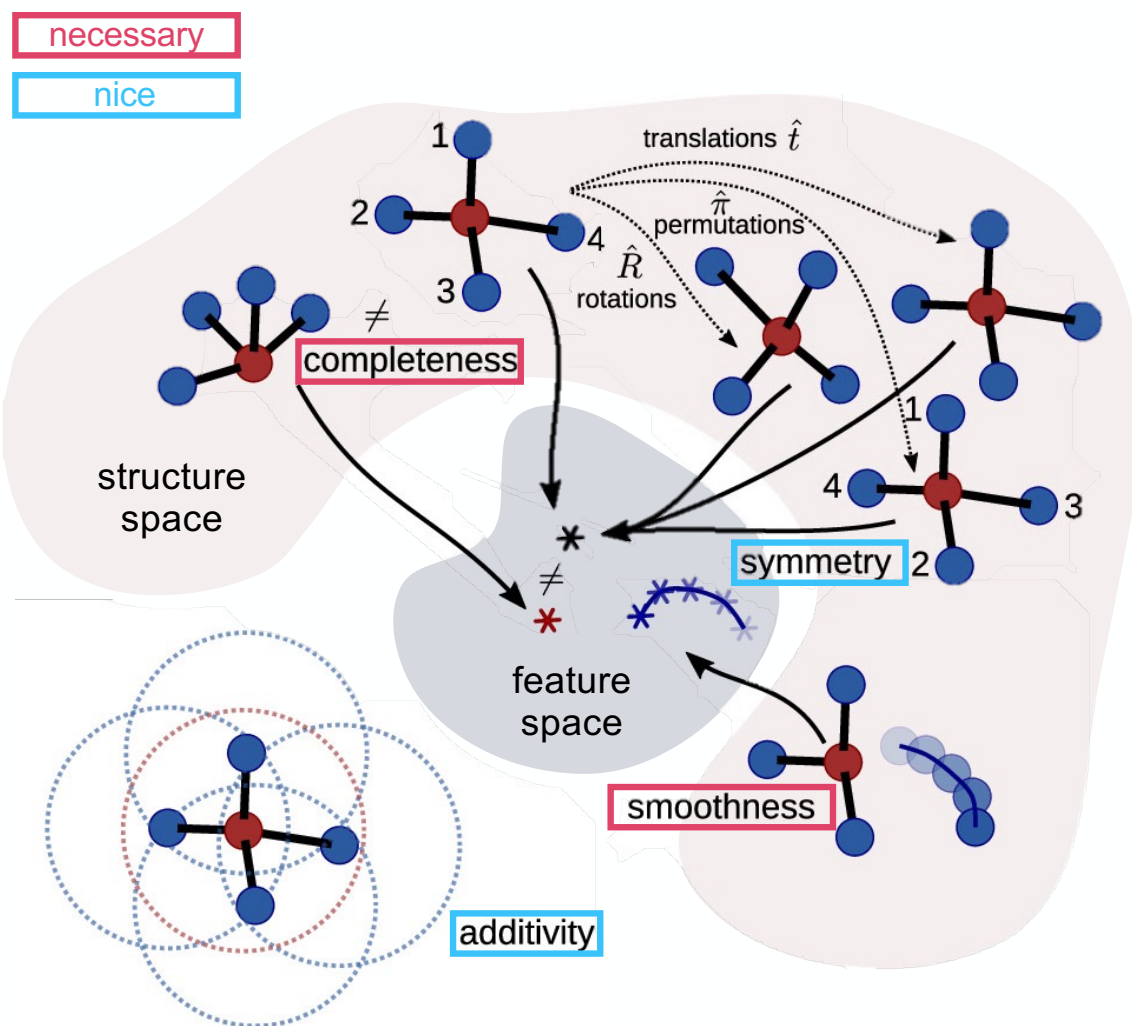 necessary
nice
1
2
4
3
translations t̂
π̂
permutations
R̂
rotations
≠
completeness
structure
space
1
4
3
2
symmetry
≠
feature
space
smoothness
additivity